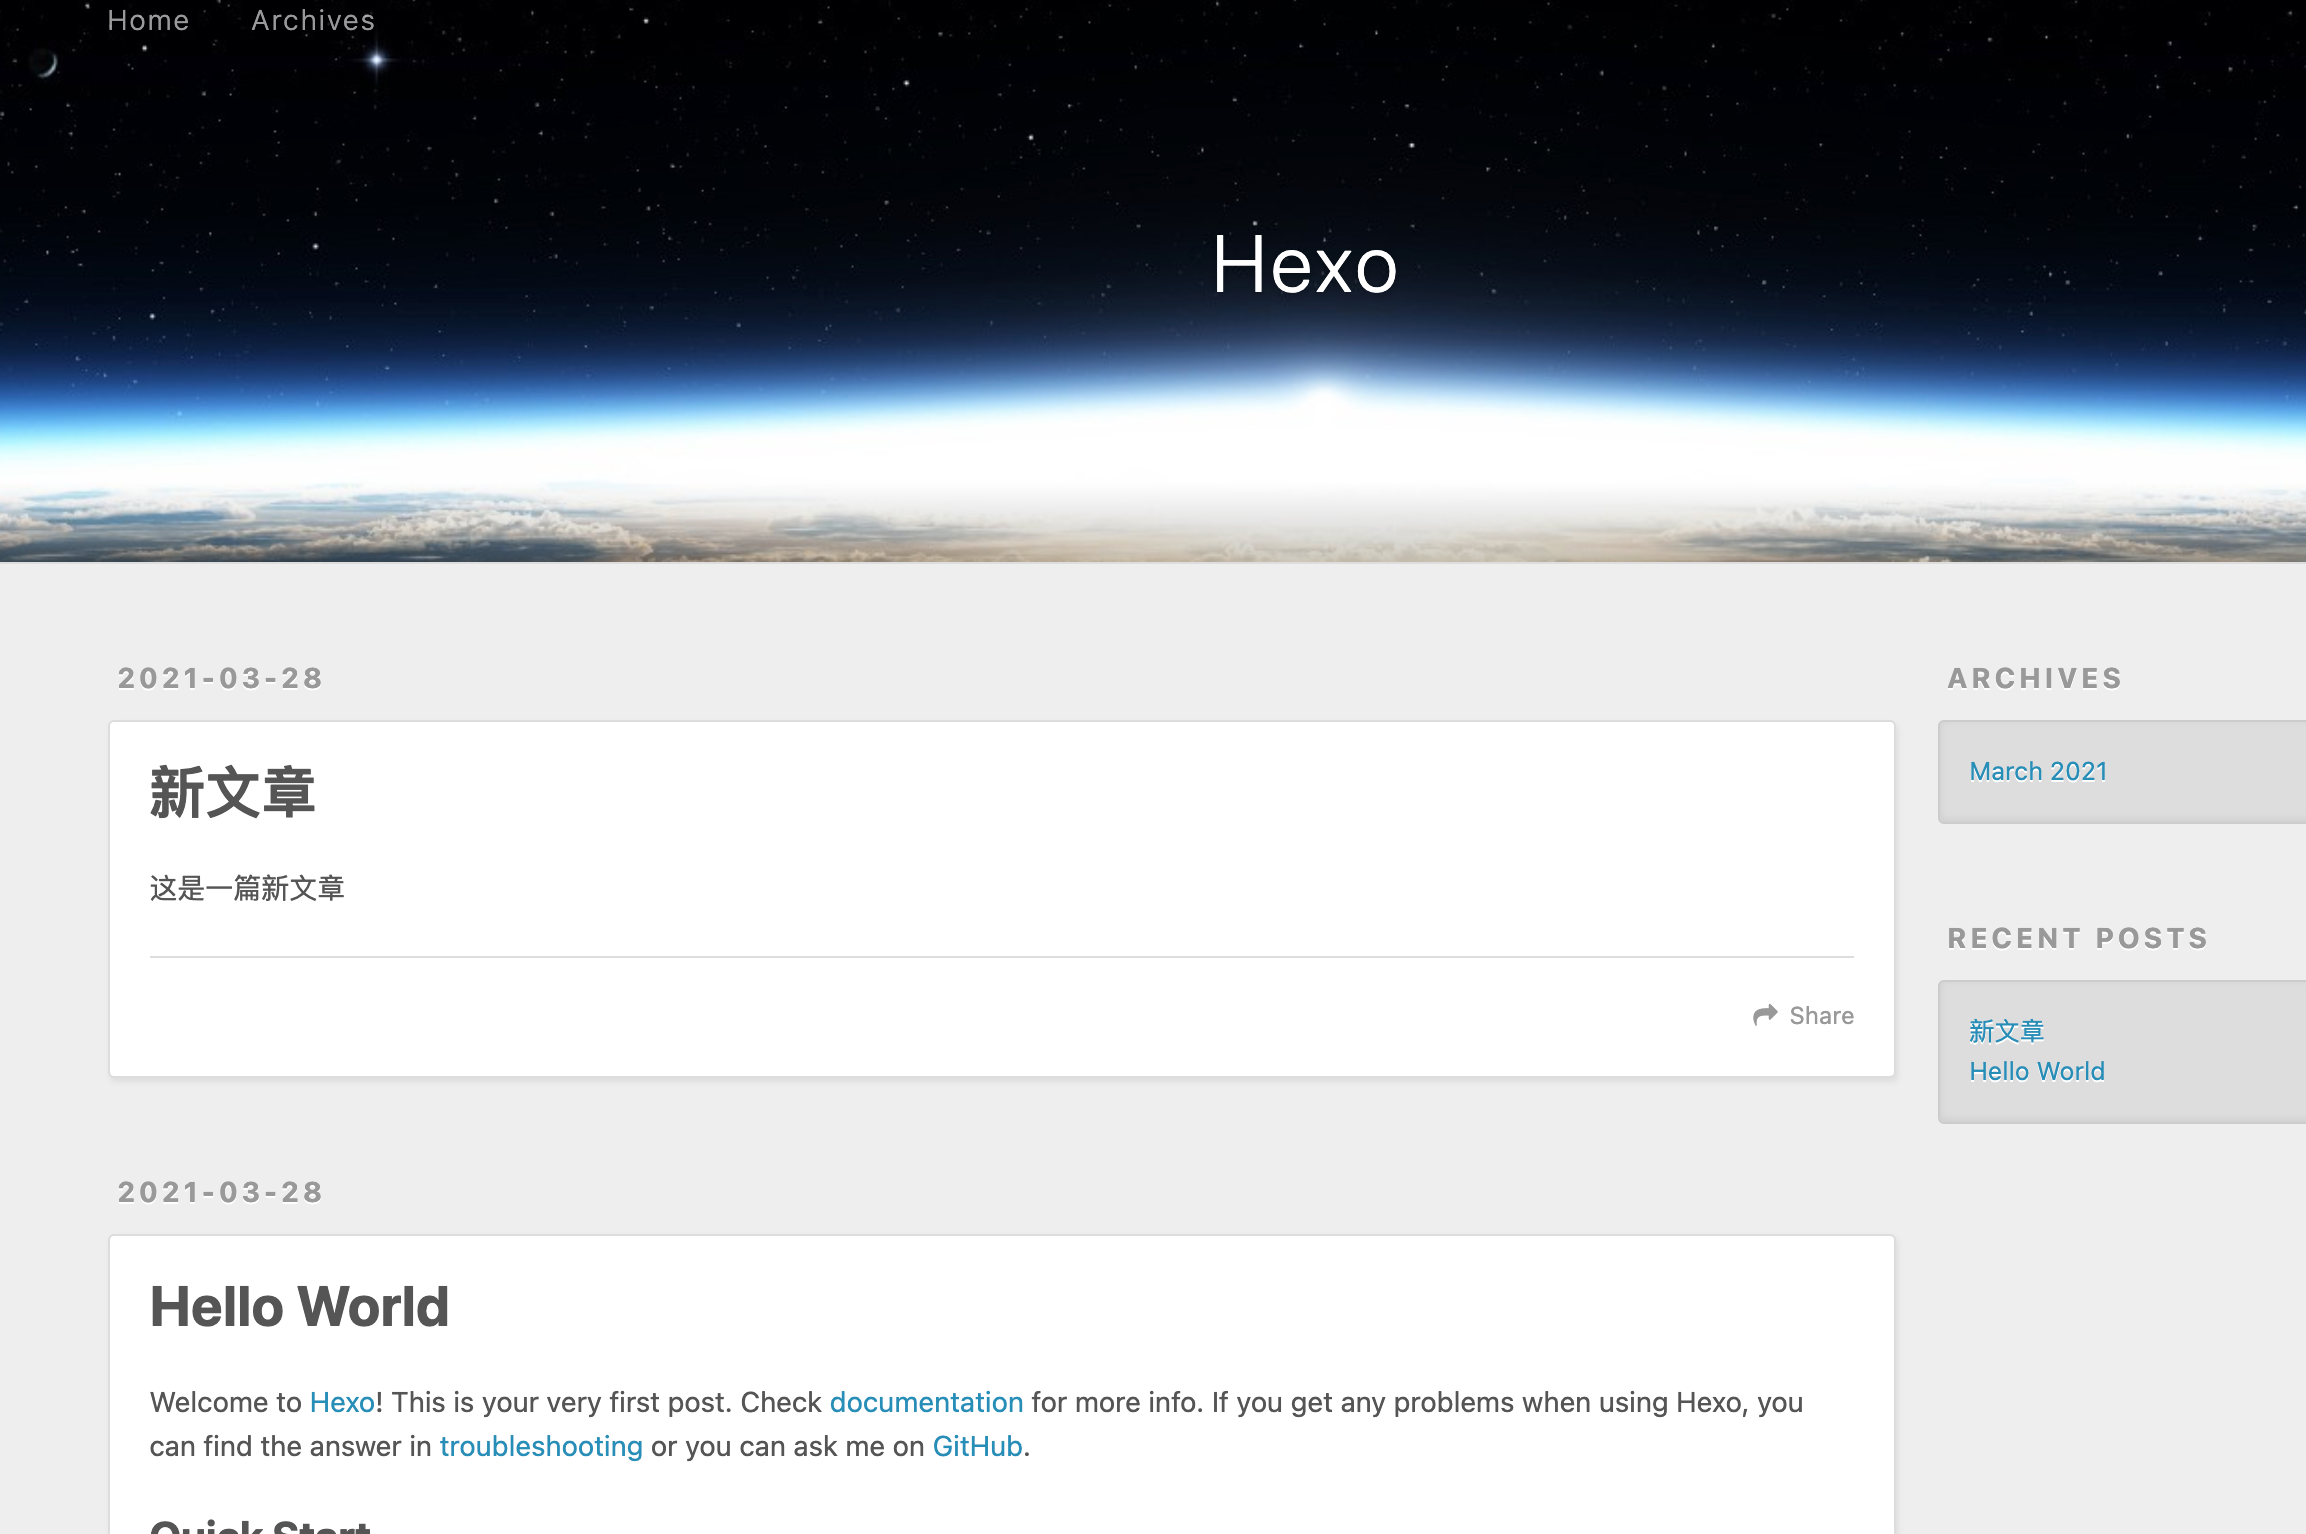 Home Archives
Hexo
2021-03-28
新文章
这是一篇新文章
Share
2021-03-28
Hello World
Welcome to Hexo! This is your very first post. Check documentation for more info. If you get any problems when using Hexo, you
can find the answer in troubleshooting or you can ask me on GitHub.
Quick Start
ARCHIVES
March 2021
RECENT POSTS
新文章
Hello World